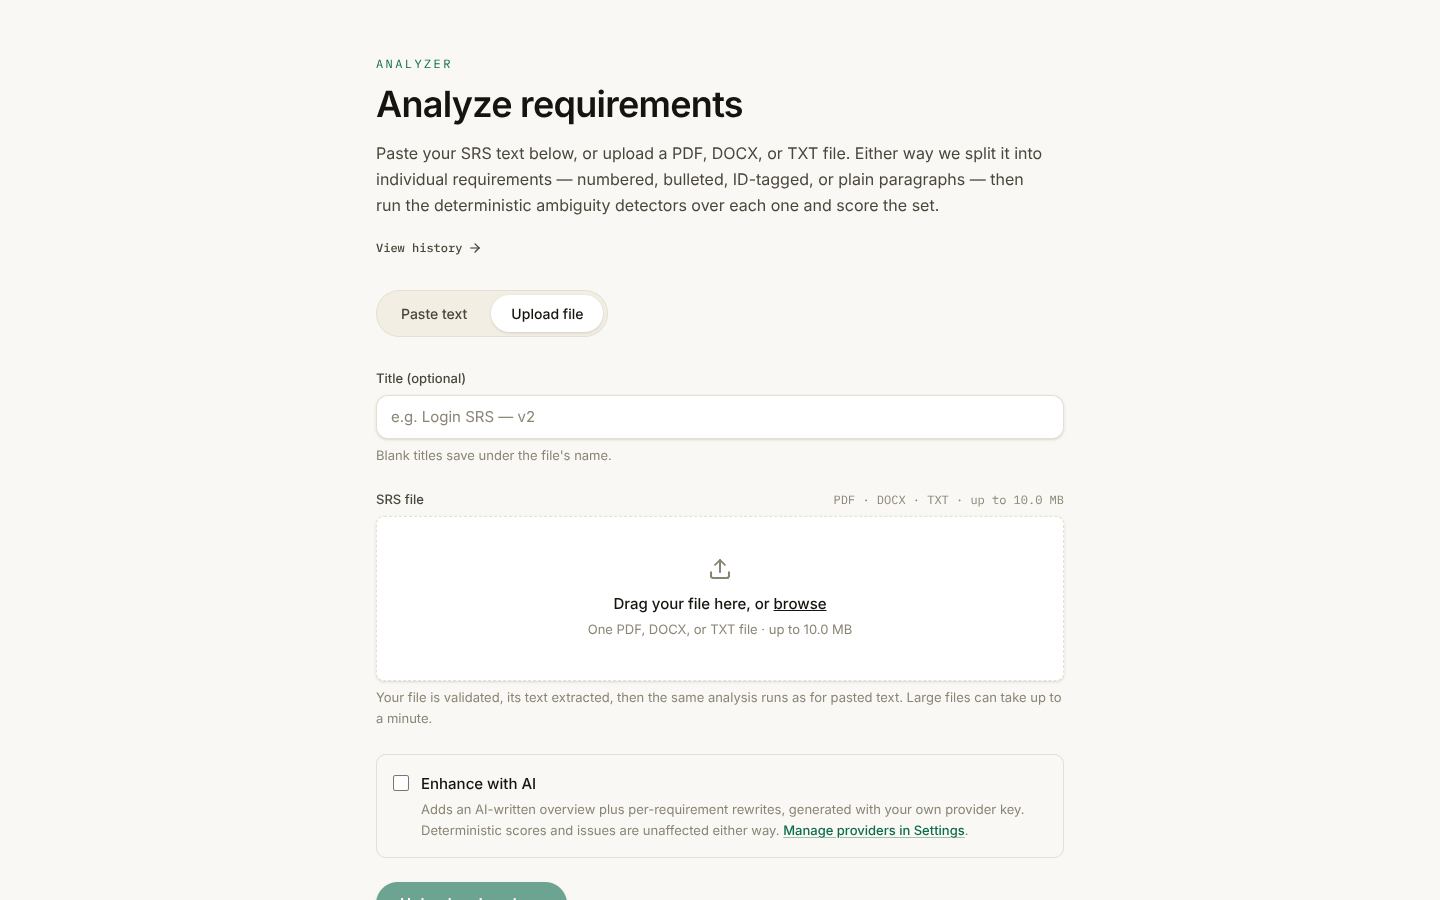 ANALYZER
Analyze requirements
Paste your SRS text below, or upload a PDF, DOCX, or TXT file. Either way we split it into
individual requirements — numbered, bulleted, ID-tagged, or plain paragraphs — then
run the deterministic ambiguity detectors over each one and score the set.
View history →
Paste text
Upload file
Title (optional)
e.g. Login SRS — v2
Blank titles save under the file's name.
SRS file
PDF · DOCX · TXT · up to 10.0 MB
Drag your file here, or browse
One PDF, DOCX, or TXT file · up to 10.0 MB
Your file is validated, its text extracted, then the same analysis runs as for pasted text. Large files can take up to
a minute.
Enhance with AI
Adds an AI-written overview plus per-requirement rewrites, generated with your own provider key.
Deterministic scores and issues are unaffected either way. Manage providers in Settings.